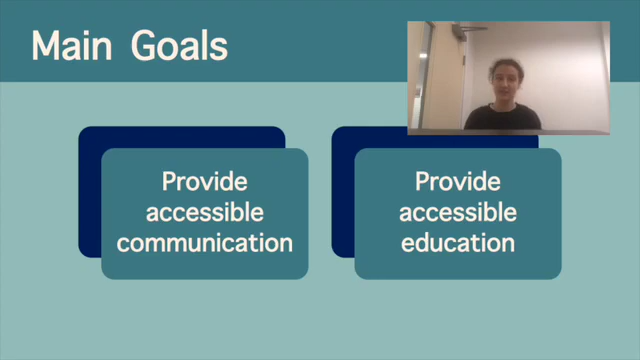 Main Goals
Provide
accessible
communication
Provide
accessible
education